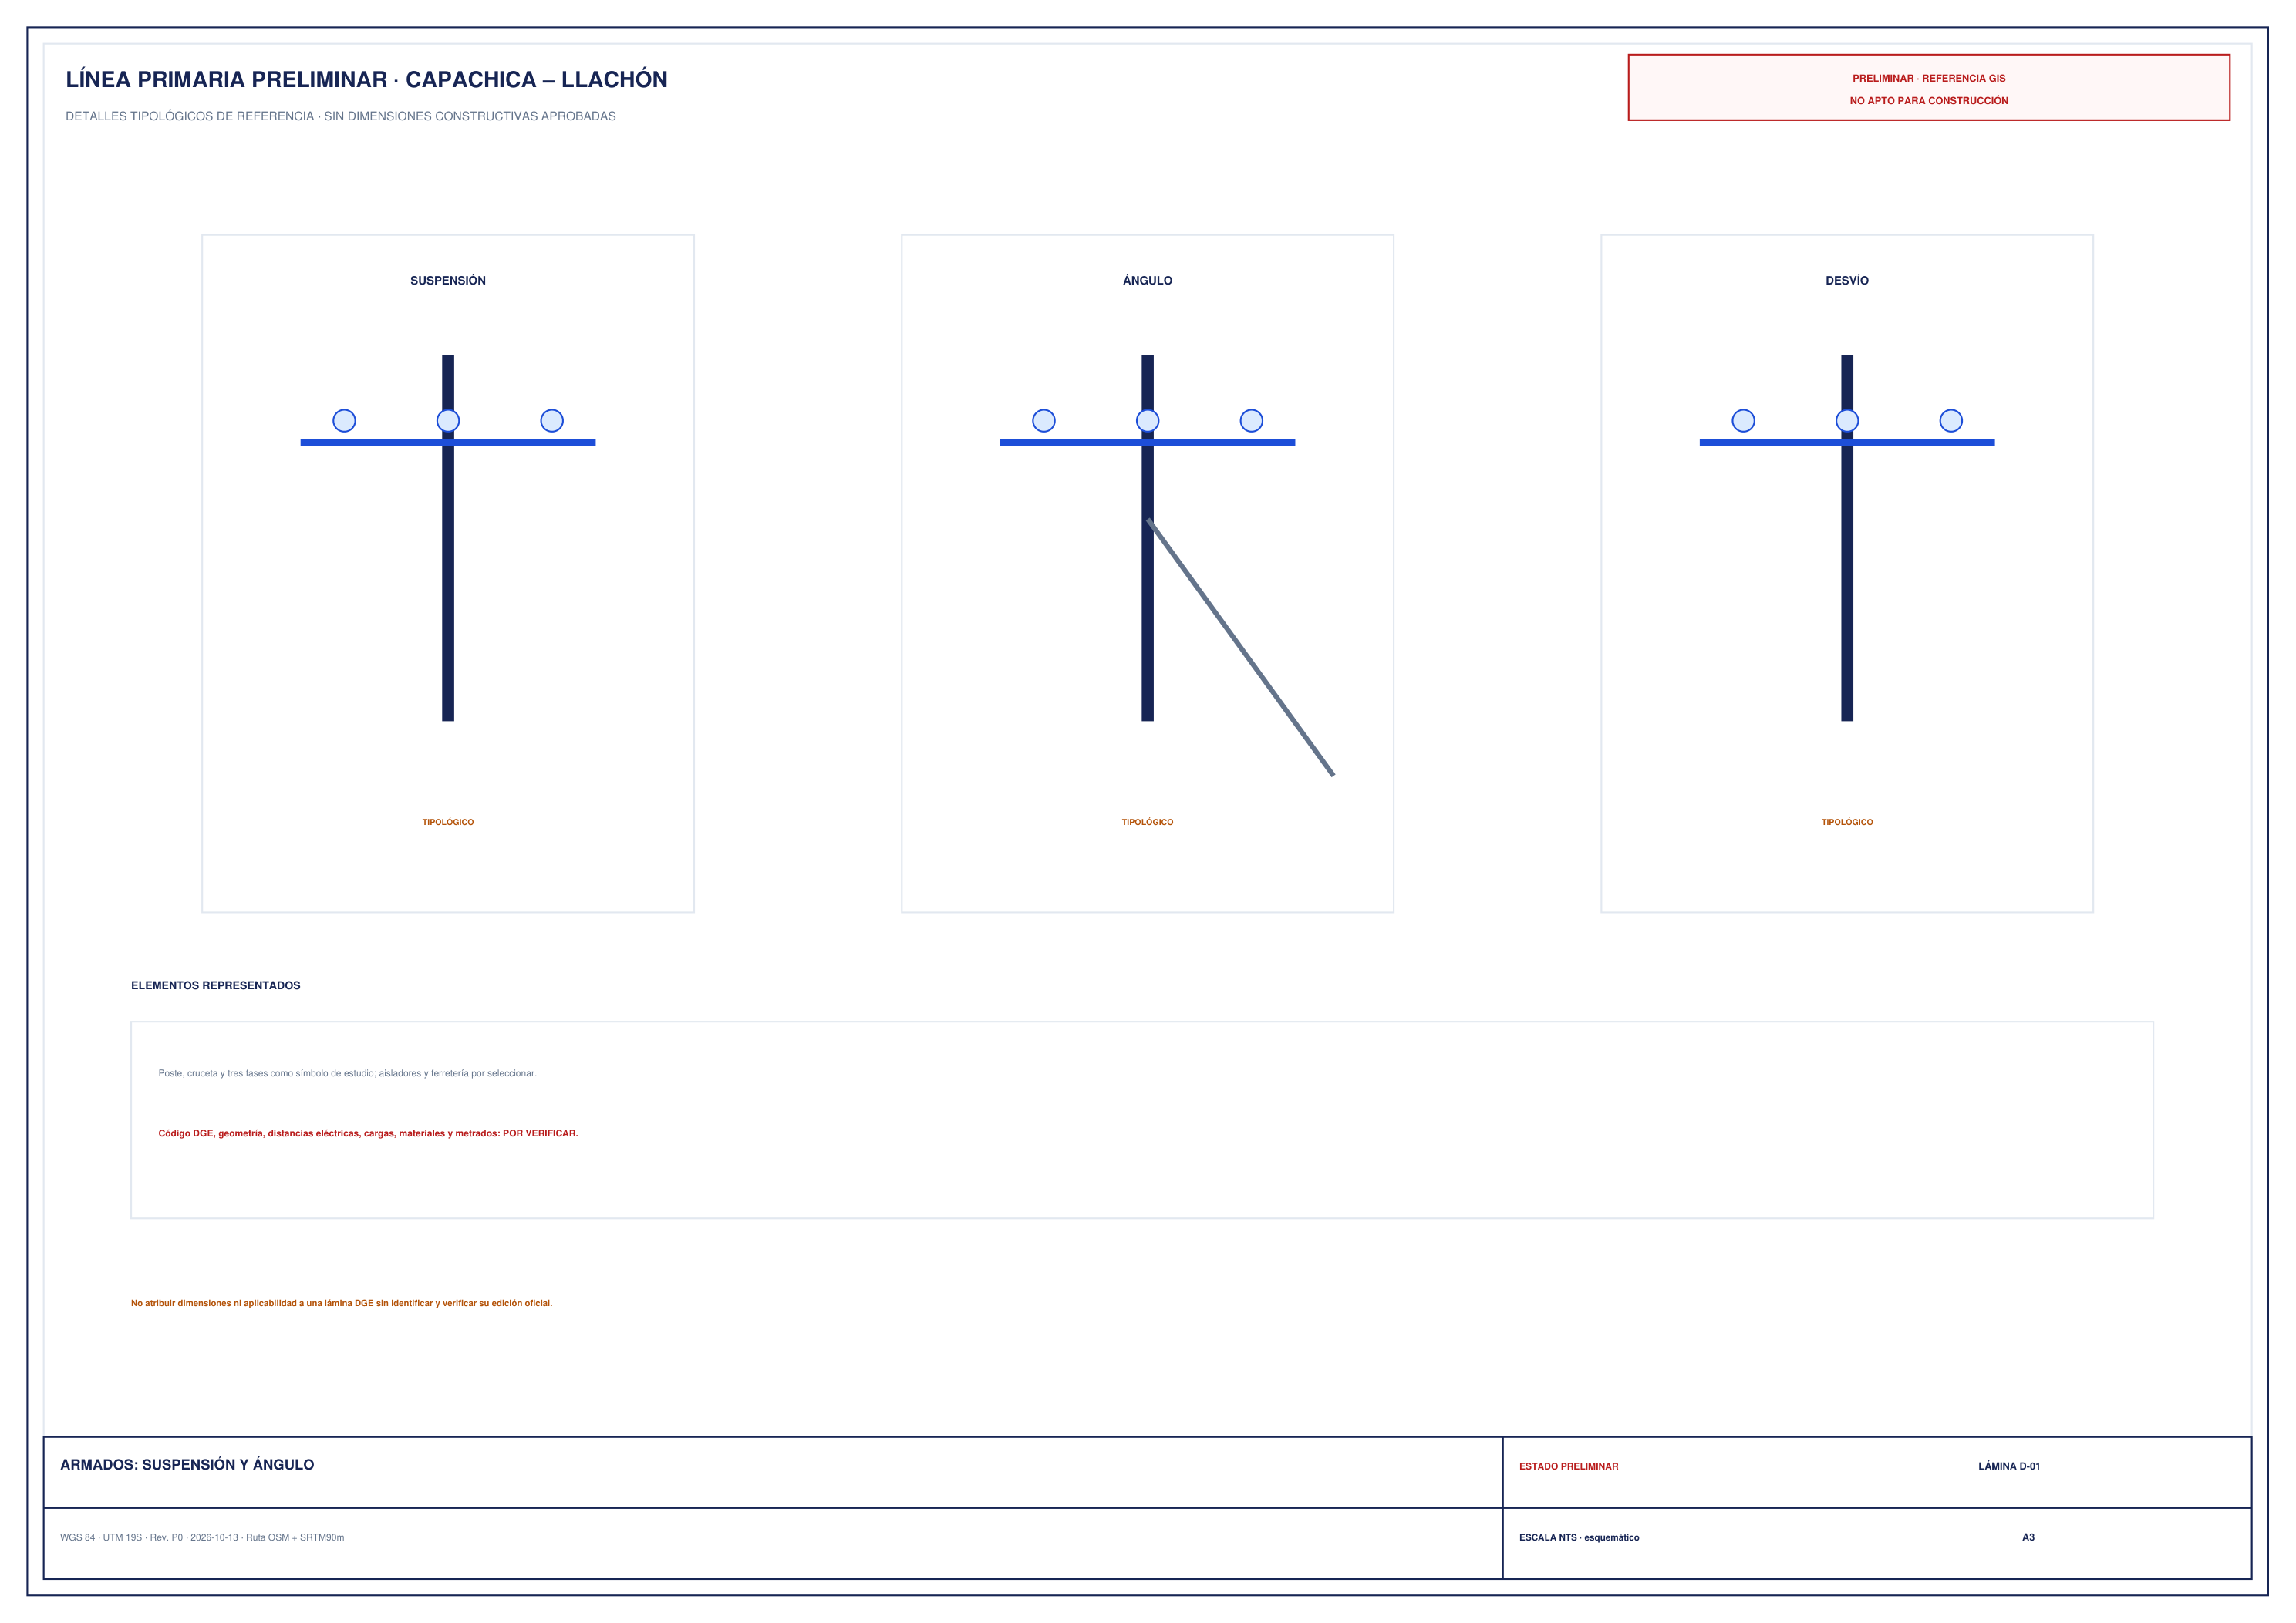 LÍNEA PRIMARIA PRELIMINAR · CAPACHICA – LLACHÓN
DETALLES TIPOLÓGICOS DE REFERENCIA · SIN DIMENSIONES CONSTRUCTIVAS APROBADAS
PRELIMINAR · REFERENCIA GIS
NO APTO PARA CONSTRUCCIÓN
SUSPENSIÓN
ÁNGULO
DESVÍO
TIPOLÓGICO
TIPOLÓGICO
TIPOLÓGICO
ELEMENTOS REPRESENTADOS
Poste, cruceta y tres fases como símbolo de estudio; aisladores y ferretería por seleccionar.
Código DGE, geometría, distancias eléctricas, cargas, materiales y metrados: POR VERIFICAR.
No atribuir dimensiones ni aplicabilidad a una lámina DGE sin identificar y verificar su edición oficial.
ARMADOS: SUSPENSIÓN Y ÁNGULO
ESTADO PRELIMINAR
LÁMINA D-01
WGS 84 · UTM 19S · Rev. P0 · 2026-10-13 · Ruta OSM + SRTM90m
ESCALA NTS · esquemático
A3